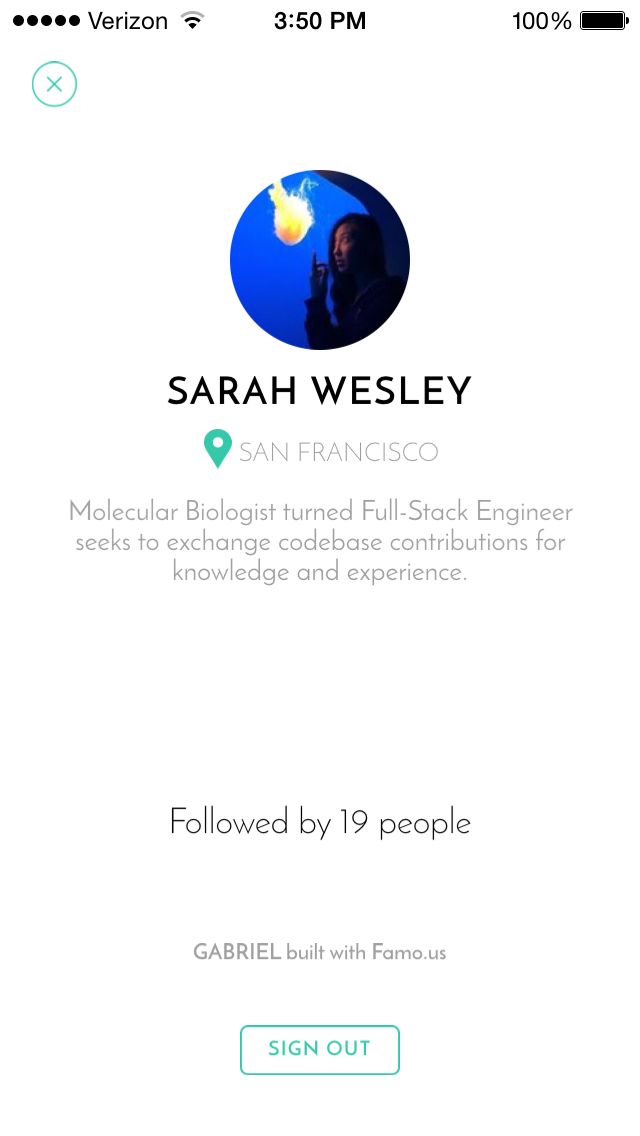 Verizon 3:50 PM 100%
SARAH WESLEY
SAN FRANCISCO
Molecular Biologist turned Full-Stack Engineer
seeks to exchange codebase contributions for
knowledge and experience.
Followed by 19 people
GABRIEL built with Famo.us
SIGN OUT